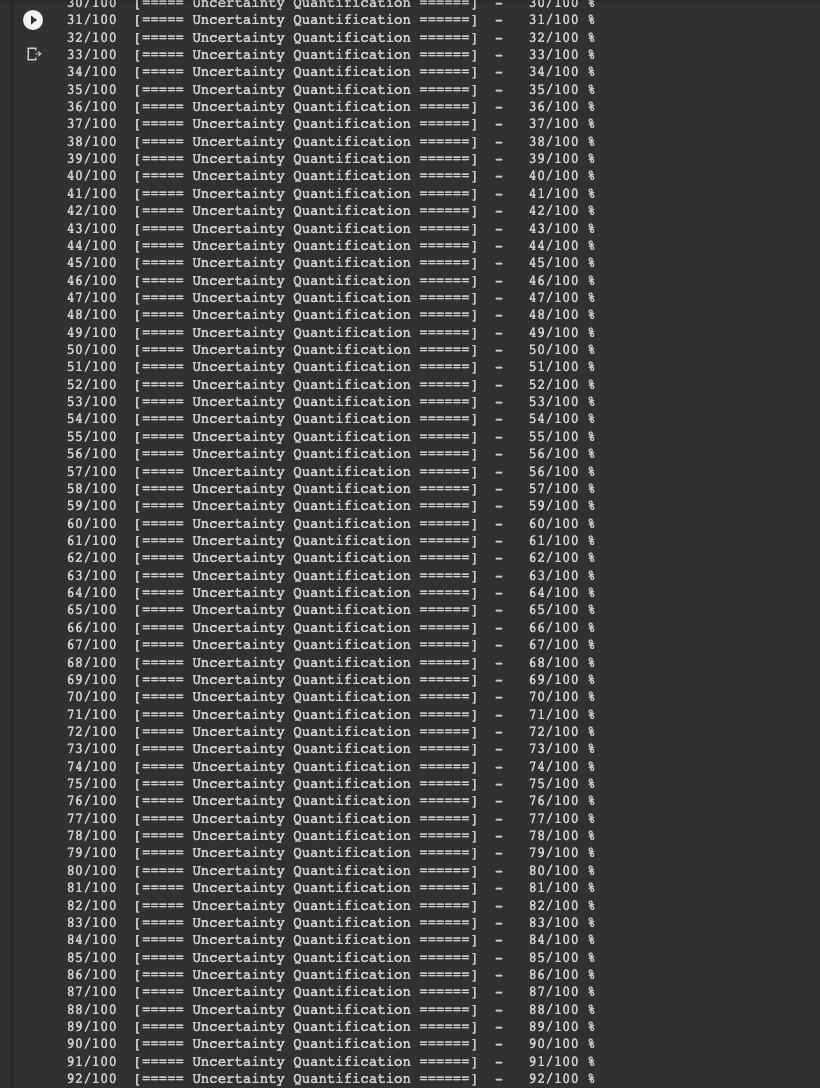 30/100 [===== Uncertainty Quantification ======] - 30/100 %
31/100 [===== Uncertainty Quantification ======] - 31/100 %
32/100 [===== Uncertainty Quantification ======] - 32/100 %
33/100 [===== Uncertainty Quantification ======] - 33/100 %
34/100 [===== Uncertainty Quantification ======] - 34/100 %
35/100 [===== Uncertainty Quantification ======] - 35/100 %
36/100 [===== Uncertainty Quantification ======] - 36/100 %
37/100 [===== Uncertainty Quantification ======] - 37/100 %
38/100 [===== Uncertainty Quantification ======] - 38/100 %
39/100 [===== Uncertainty Quantification ======] - 39/100 %
40/100 [===== Uncertainty Quantification ======] - 40/100 %
41/100 [===== Uncertainty Quantification ======] - 41/100 %
42/100 [===== Uncertainty Quantification ======] - 42/100 %
43/100 [===== Uncertainty Quantification ======] - 43/100 %
44/100 [===== Uncertainty Quantification ======] - 44/100 %
45/100 [===== Uncertainty Quantification ======] - 45/100 %
46/100 [===== Uncertainty Quantification ======] - 46/100 %
47/100 [===== Uncertainty Quantification ======] - 47/100 %
48/100 [===== Uncertainty Quantification ======] - 48/100 %
49/100 [===== Uncertainty Quantification ======] - 49/100 %
50/100 [===== Uncertainty Quantification ======] - 50/100 %
51/100 [===== Uncertainty Quantification ======] - 51/100 %
52/100 [===== Uncertainty Quantification ======] - 52/100 %
53/100 [===== Uncertainty Quantification ======] - 53/100 %
54/100 [===== Uncertainty Quantification ======] - 54/100 %
55/100 [===== Uncertainty Quantification ======] - 55/100 %
56/100 [===== Uncertainty Quantification ======] - 56/100 %
57/100 [===== Uncertainty Quantification ======] - 56/100 %
58/100 [===== Uncertainty Quantification ======] - 57/100 %
59/100 [===== Uncertainty Quantification ======] - 59/100 %
60/100 [===== Uncertainty Quantification ======] - 60/100 %
61/100 [===== Uncertainty Quantification ======] - 61/100 %
62/100 [===== Uncertainty Quantification ======] - 62/100 %
63/100 [===== Uncertainty Quantification ======] - 63/100 %
64/100 [===== Uncertainty Quantification ======] - 64/100 %
65/100 [===== Uncertainty Quantification ======] - 65/100 %
66/100 [===== Uncertainty Quantification ======] - 66/100 %
67/100 [===== Uncertainty Quantification ======] - 67/100 %
68/100 [===== Uncertainty Quantification ======] - 68/100 %
69/100 [===== Uncertainty Quantification ======] - 69/100 %
70/100 [===== Uncertainty Quantification ======] - 70/100 %
71/100 [===== Uncertainty Quantification ======] - 71/100 %
72/100 [===== Uncertainty Quantification ======] - 72/100 %
73/100 [===== Uncertainty Quantification ======] - 73/100 %
74/100 [===== Uncertainty Quantification ======] - 74/100 %
75/100 [===== Uncertainty Quantification ======] - 75/100 %
76/100 [===== Uncertainty Quantification ======] - 76/100 %
77/100 [===== Uncertainty Quantification ======] - 77/100 %
78/100 [===== Uncertainty Quantification ======] - 78/100 %
79/100 [===== Uncertainty Quantification ======] - 79/100 %
80/100 [===== Uncertainty Quantification ======] - 80/100 %
81/100 [===== Uncertainty Quantification ======] - 81/100 %
82/100 [===== Uncertainty Quantification ======] - 82/100 %
83/100 [===== Uncertainty Quantification ======] - 83/100 %
84/100 [===== Uncertainty Quantification ======] - 84/100 %
85/100 [===== Uncertainty Quantification ======] - 85/100 %
86/100 [===== Uncertainty Quantification ======] - 86/100 %
87/100 [===== Uncertainty Quantification ======] - 87/100 %
88/100 [===== Uncertainty Quantification ======] - 88/100 %
89/100 [===== Uncertainty Quantification ======] - 89/100 %
90/100 [===== Uncertainty Quantification ======] - 90/100 %
91/100 [===== Uncertainty Quantification ======] - 91/100 %
92/100 [===== Uncertainty Quantification ======] - 92/100 %